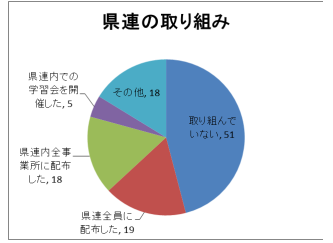 県連の取り組み
取り組んで
いない, 51
県連全員に
配布した, 19
県連内全事
業所に配布
した, 18
県連内での
学習会を開
催した, 5
その他, 18